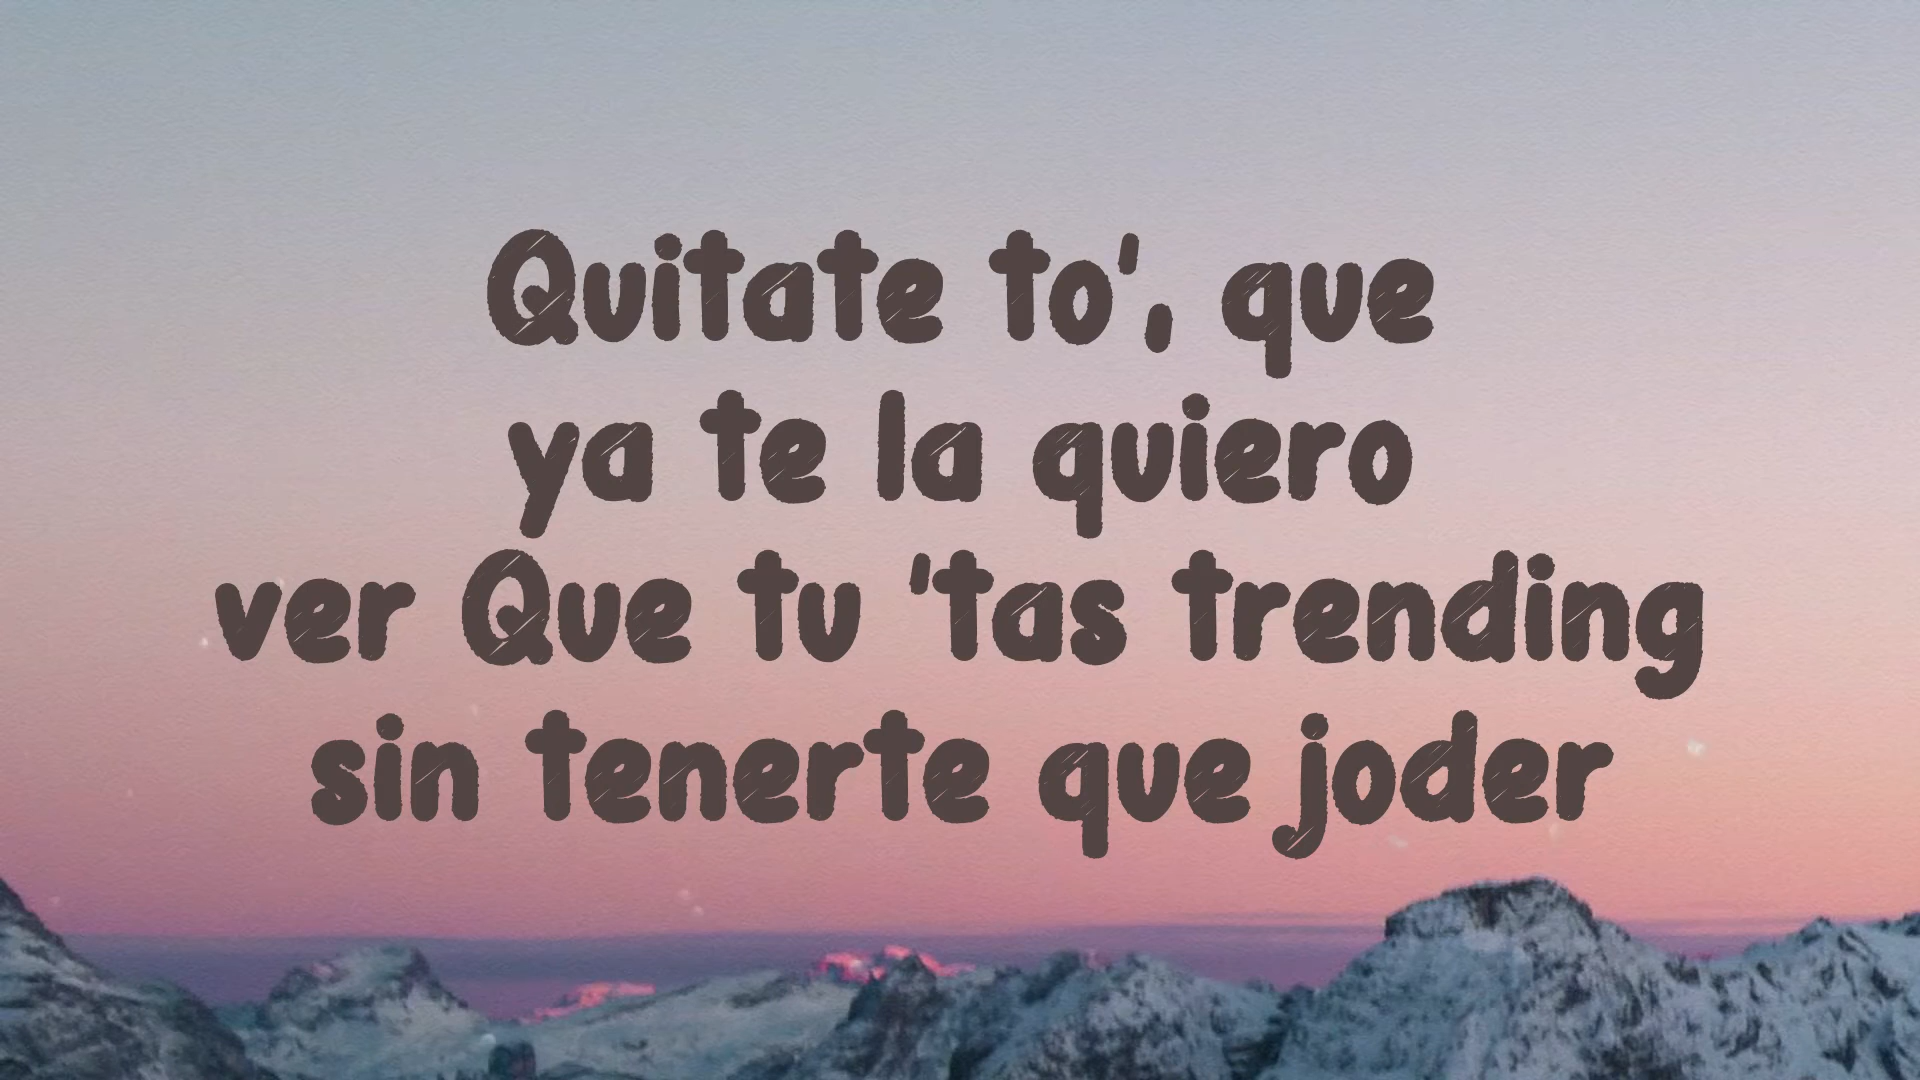 Quitate to', que
ya te la quiero
ver Que tu 'tas trending
sin tenerte que joder